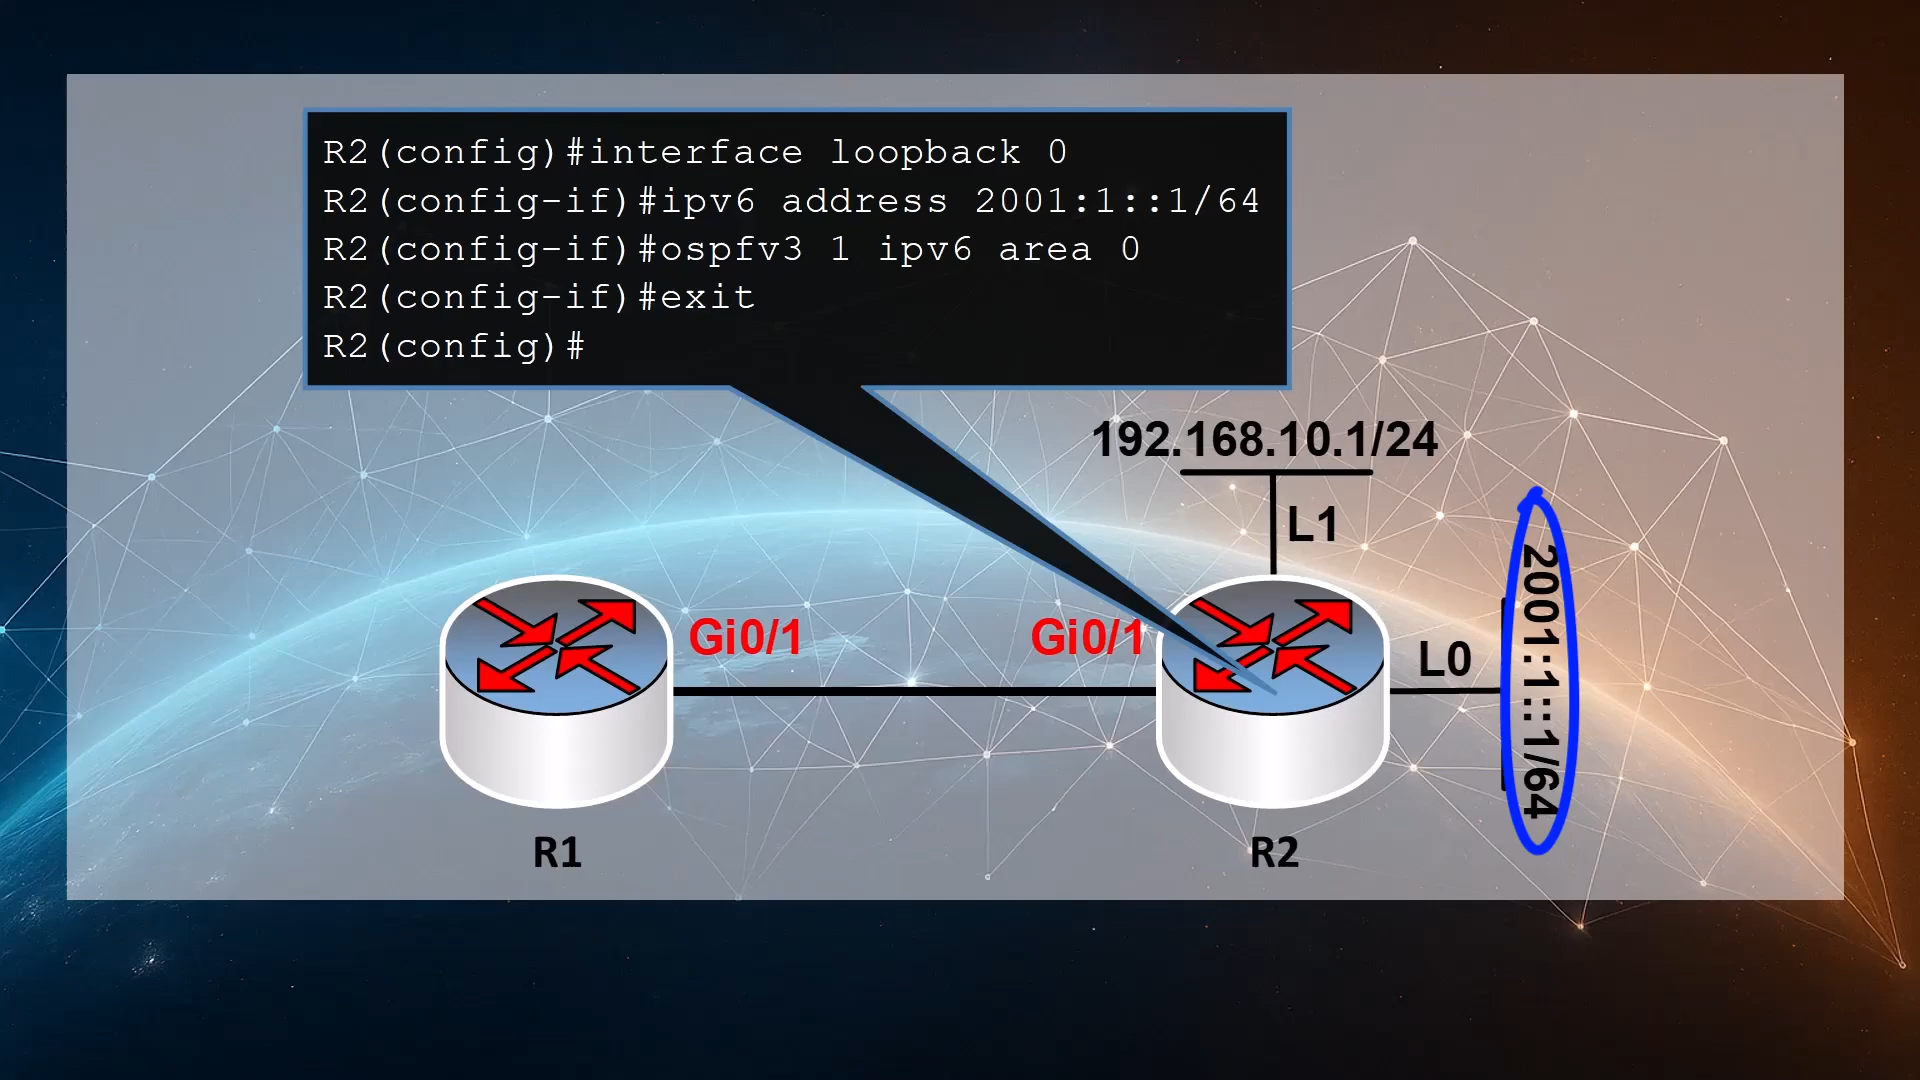 R2(config)#interface loopback 0
R2(config-if)#ipv6 address 2001:1::1/64
R2(config-if)#ospfv3 1 ipv6 area 0
R2(config-if)#exit
R2(config)#
192.168.10.1/24
L1
Gi0/1
Gi0/1
L0
2001:1::1/64
R1
R2